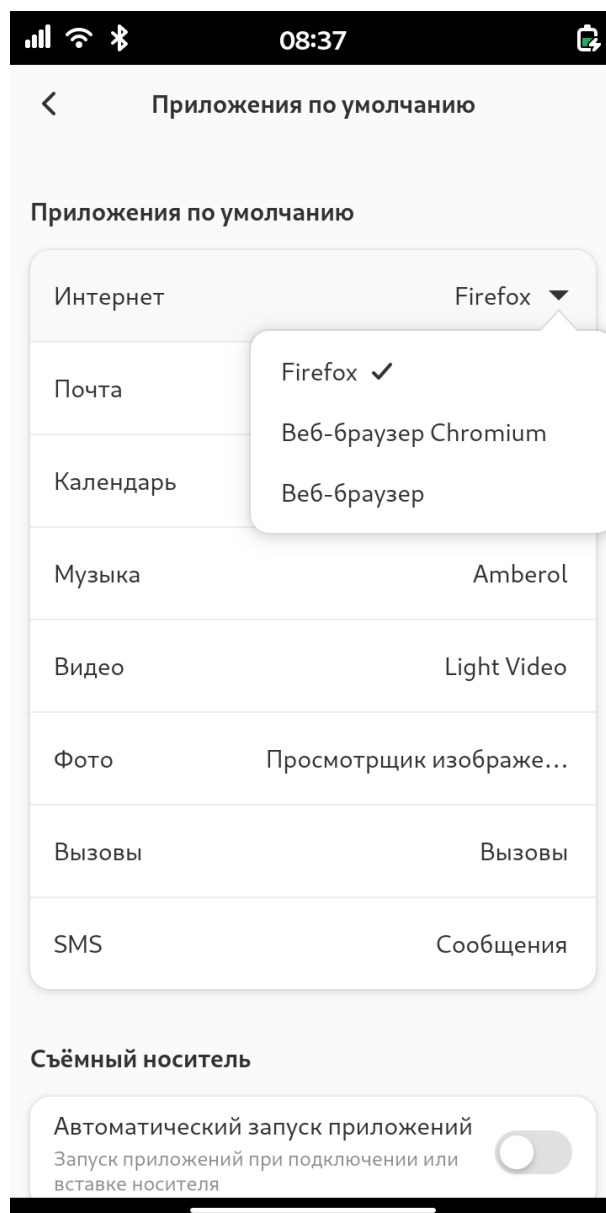 08:37
Приложения по умолчанию
Приложения по умолчанию
Интернет Firefox
Firefox
Почта
Веб-браузер Chromium
Календарь
Веб-браузер
Музыка Amberol
Видео Light Video
Фото Просмотрщик изображе...
Вызовы Вызовы
SMS Сообщения
Съёмный носитель
Автоматический запуск приложений
Запуск приложений при подключении или
вставке носителя